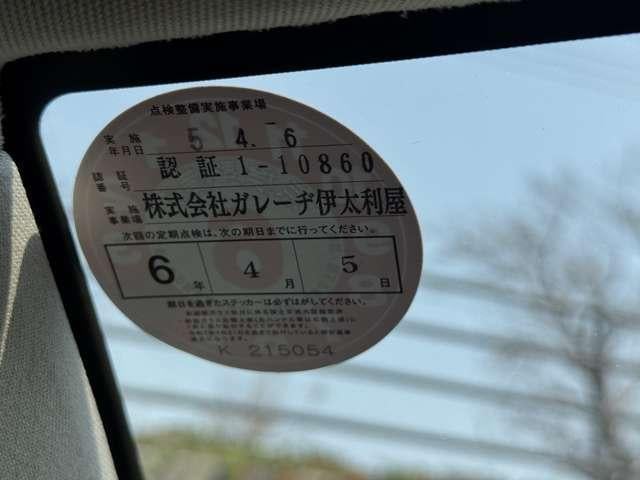 点検整備実施事業場
実施年月日 5 4. 6
認証番号 認証 1-10860
実施事業場 株式会社ガレーヂ伊太利屋
次回の定期点検は、次の期日までに行ってください。
6年 4月 5日
期日を過ぎたステッカーは必ずはがしてください。
K 215054